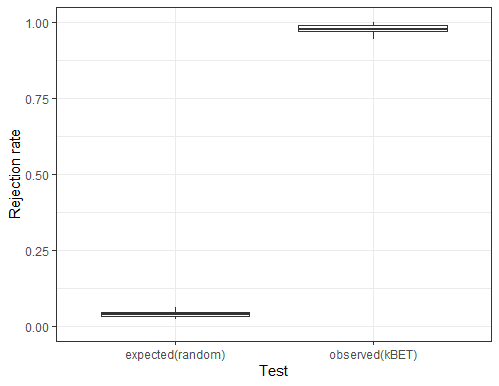 1.00
0.75
0.50
0.25
0.00
Rejection rate
expected(random)
observed(kBET)
Test